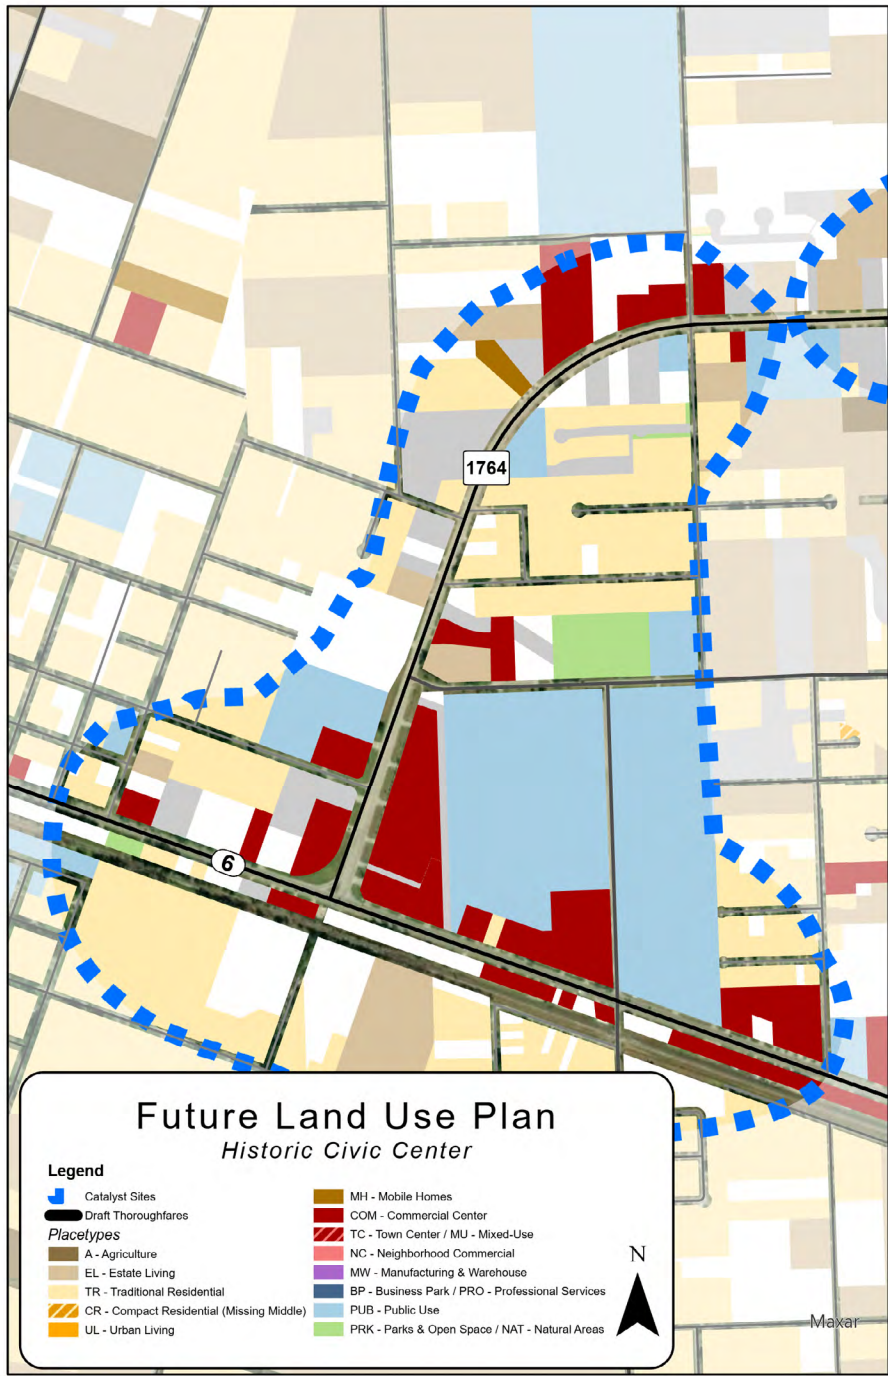 1764
6
Future Land Use Plan
Historic Civic Center
Legend
Catalyst Sites
Draft Thoroughfares
Placetypes
A - Agriculture
EL - Estate Living
TR - Traditional Residential
CR - Compact Residential (Missing Middle)
UL - Urban Living
MH - Mobile Homes
COM - Commercial Center
TC - Town Center / MU - Mixed-Use
NC - Neighborhood Commercial
MW - Manufacturing & Warehouse
BP - Business Park / PRO - Professional Services
PUB - Public Use
PRK - Parks & Open Space / NAT - Natural Areas
N
Maxar